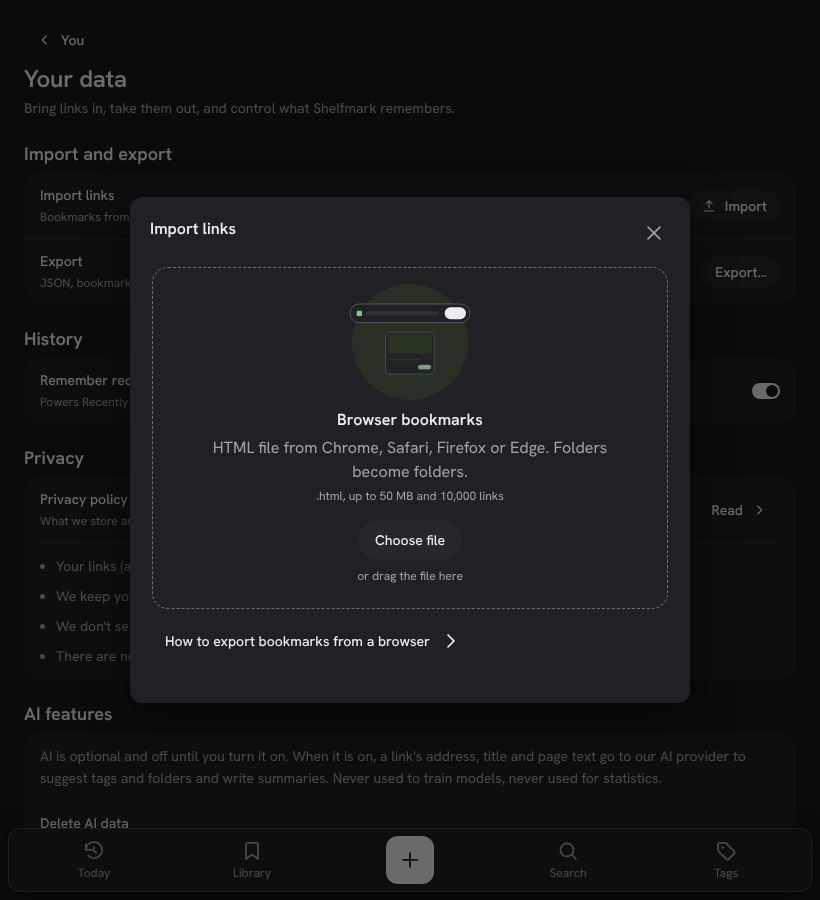 You
Your data
Bring links in, take them out, and control what Shelfmark remembers.
Import and export
Import links
Bookmarks from
Import
Export
JSON, bookmark
Export...
Import links
Browser bookmarks
HTML file from Chrome, Safari, Firefox or Edge. Folders
become folders.
.html, up to 50 MB and 10,000 links
Choose file
or drag the file here
How to export bookmarks from a browser
History
Remember rec
Powers Recently
Privacy
Privacy policy
What we store a
Read
Your links (a
We keep yo
We don't se
There are n
AI features
AI is optional and off until you turn it on. When it is on, a link's address, title and page text go to our AI provider to
suggest tags and folders and write summaries. Never used to train models, never used for statistics.
Delete AI data
Today
Library
Search
Tags